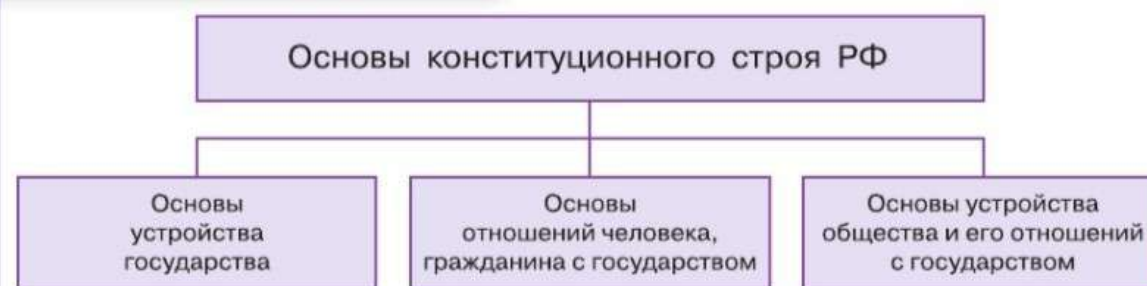 Основы конституционного строя РФ
Основы
устройства
государства
Основы
отношений человека,
гражданина с государством
Основы устройства
общества и его отношений
с государством